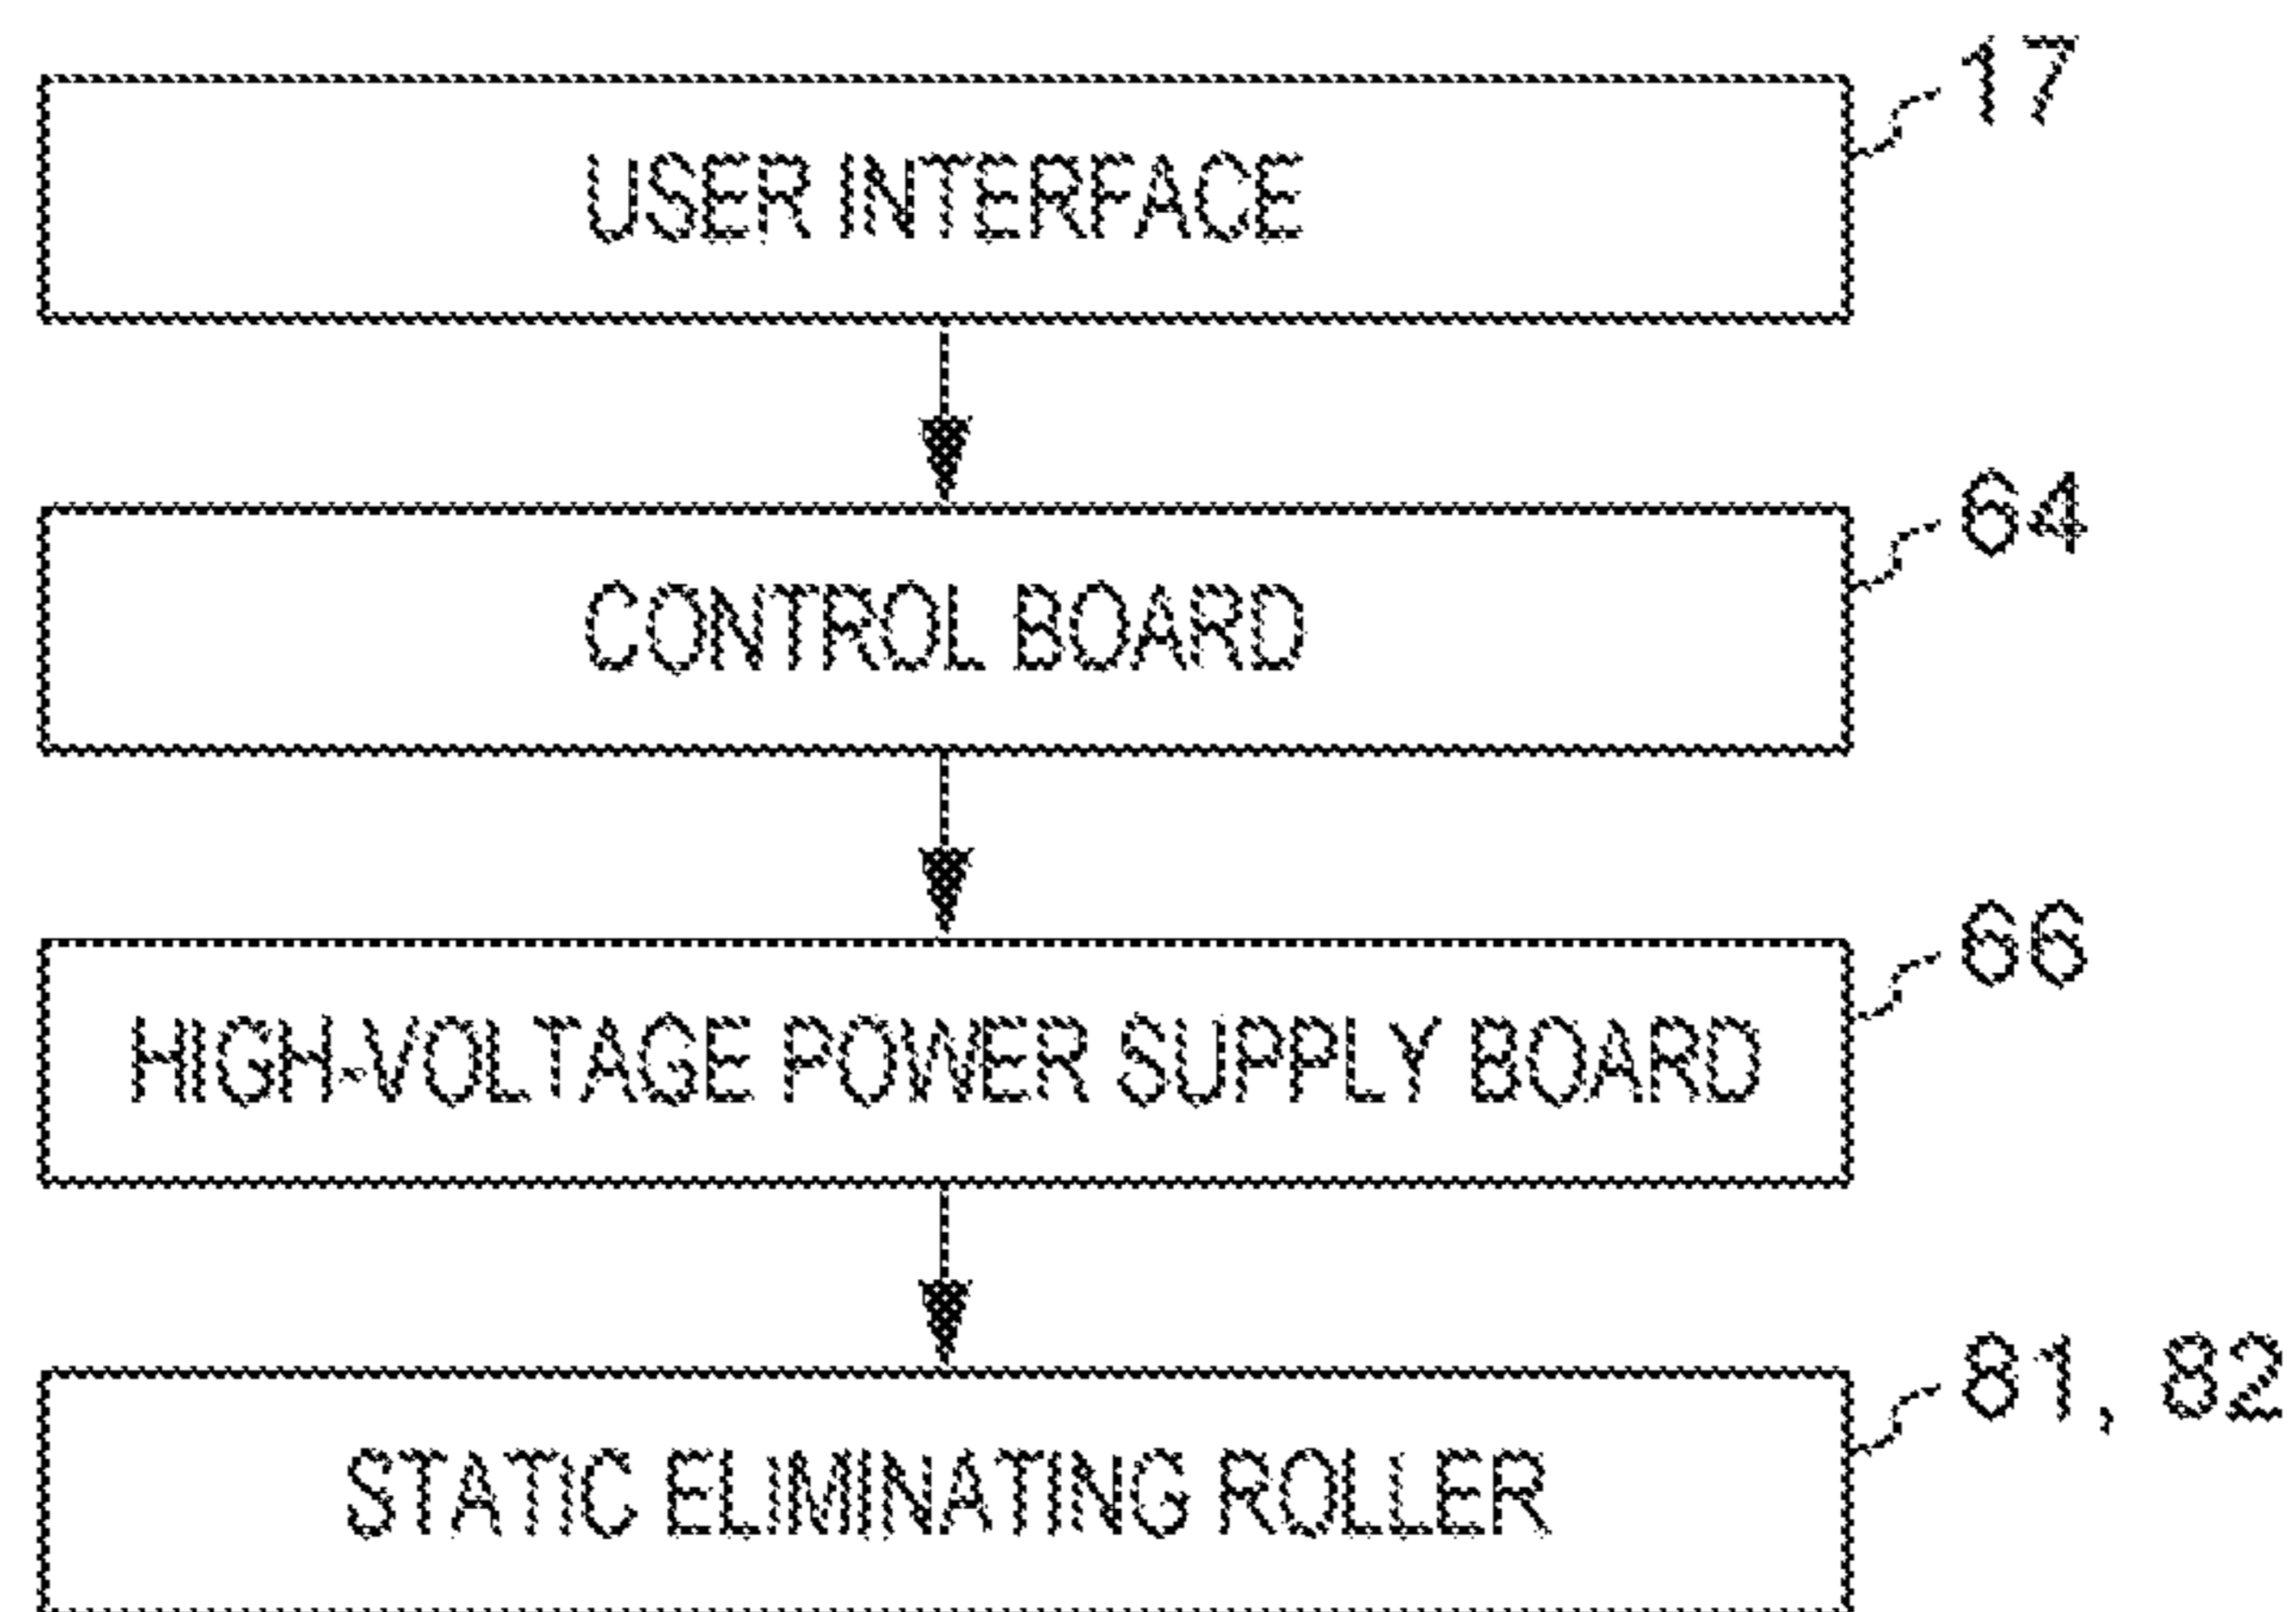 17
USER INTERFACE
64
CONTROL BOARD
66
HIGH-VOLTAGE POWER SUPPLY BOARD
81, 82
STATIC ELIMINATING ROLLER